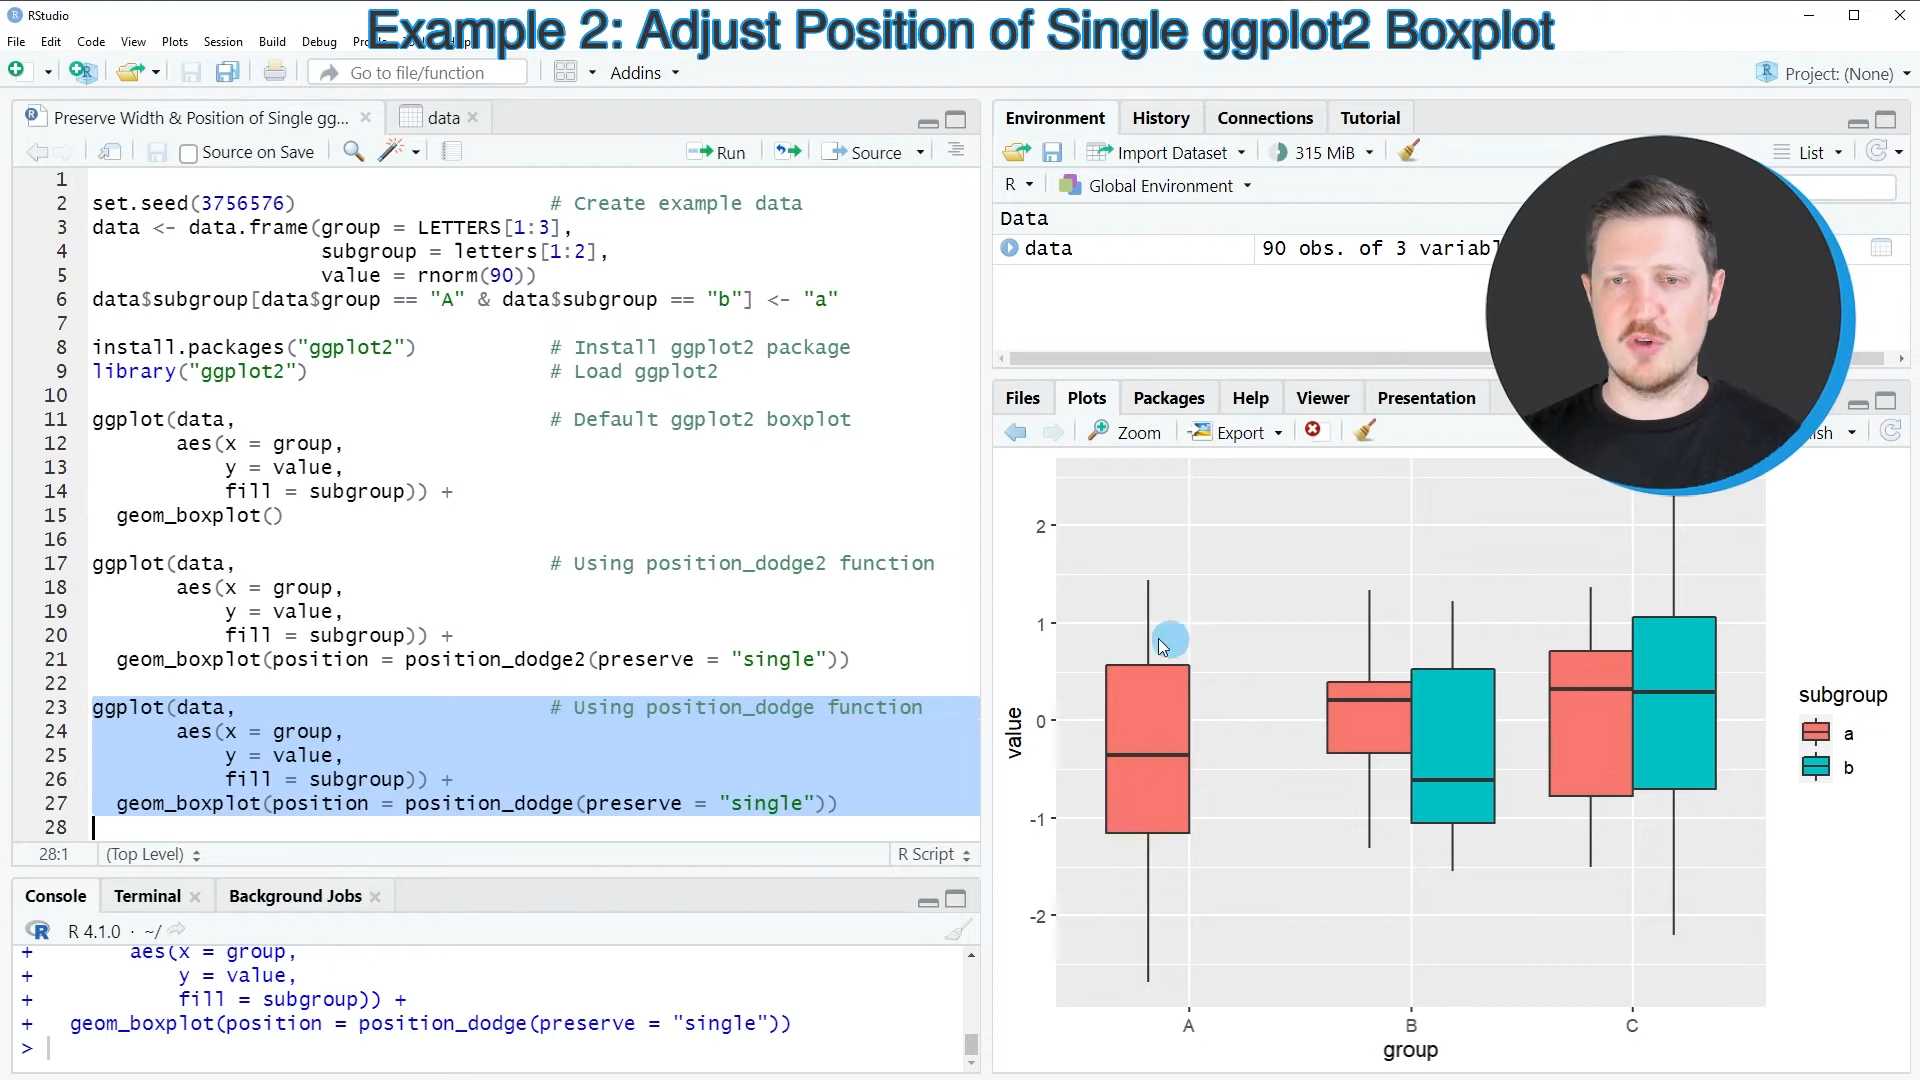 RStudio
Example 2: Adjust Position of Single ggplot2 Boxplot
File Edit Code View Plots Session Build Debug
Go to file/function Addins Project: (None)
Preserve Width & Position of Single gg... data
Source on Save Run Source
1
2 set.seed(3756576) # Create example data
3 data <- data.frame(group = LETTERS[1:3],
4 subgroup = letters[1:2],
5 value = rnorm(90))
6 data$subgroup[data$group == "A" & data$subgroup == "b"] <- "a"
7
8 install.packages("ggplot2") # Install ggplot2 package
9 library("ggplot2") # Load ggplot2
10
11 ggplot(data, # Default ggplot2 boxplot
12 aes(x = group,
13 y = value,
14 fill = subgroup)) +
15 geom_boxplot()
16
17 ggplot(data, # Using position_dodge2 function
18 aes(x = group,
19 y = value,
20 fill = subgroup)) +
21 geom_boxplot(position = position_dodge2(preserve = "single"))
22
23 ggplot(data, # Using position_dodge function
24 aes(x = group,
25 y = value,
26 fill = subgroup)) +
27 geom_boxplot(position = position_dodge(preserve = "single"))
28
28:1 (Top Level) R Script
Console Terminal Background Jobs
R 4.1.0 · ~/
+ aes(x = group,
+ y = value,
+ fill = subgroup)) +
+ geom_boxplot(position = position_dodge(preserve = "single"))
>
Environment History Connections Tutorial
Import Dataset 315 MiB List
R Global Environment
Data
data 90 obs. of 3 variabl
Files Plots Packages Help Viewer Presentation
Zoom Export ish
2
1
0
-1
-2
value
A B C
group
subgroup
a
b